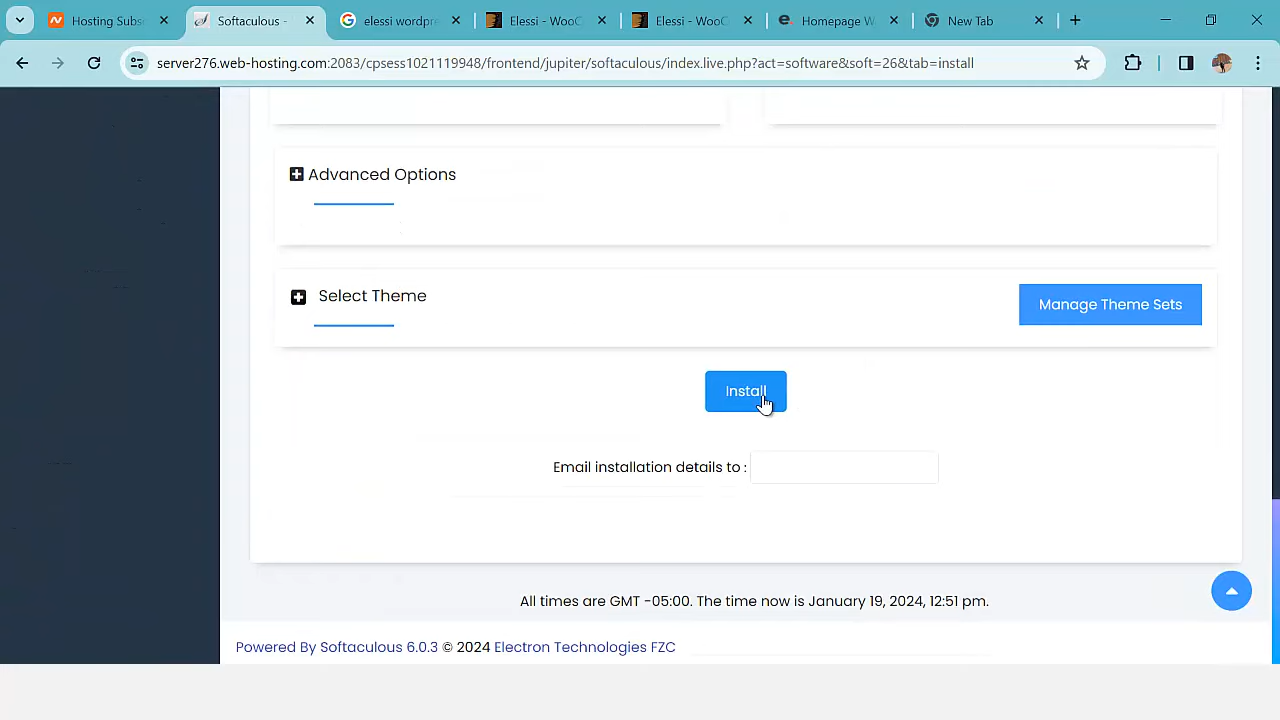 Hosting Subs
Softaculous -
elessi wordpre
Elessi - WooC
Elessi - WooC
Homepage W
New Tab
server276.web-hosting.com:2083/cpsess1021119948/frontend/jupiter/softaculous/index.live.php?act=software&soft=26&tab=install
Advanced Options
Select Theme
Manage Theme Sets
Install
Email installation details to :
All times are GMT -05:00. The time now is January 19, 2024, 12:51 pm.
Powered By Softaculous 6.0.3 © 2024 Electron Technologies FZC